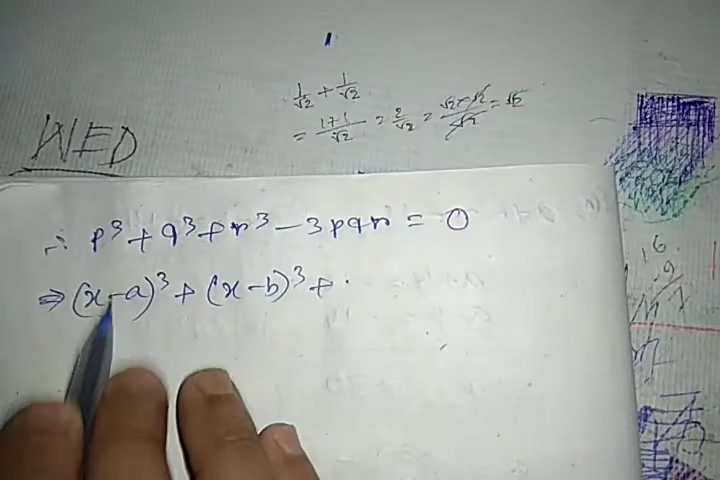 1/√2 + 1/√2
= 1+1/√2 = 2/√2 = √2×√2/√2 = √2
WED
∴ p³ + q³ + r³ − 3pqr = 0
⇒ (x−a)³ + (x−b)³ +
16